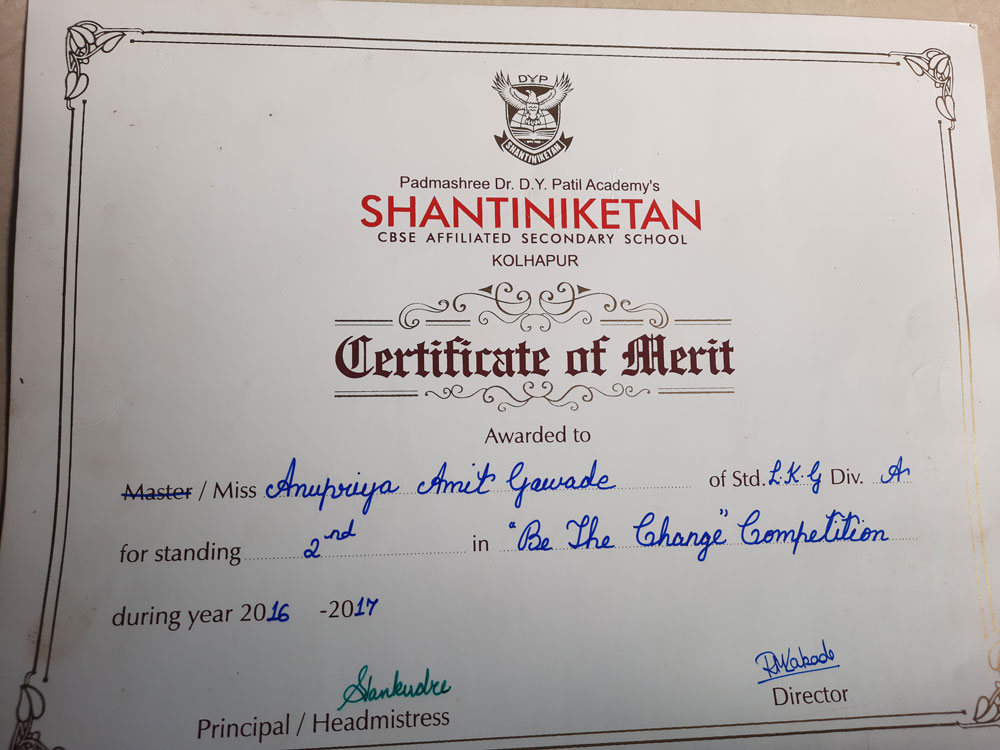 DYP
SHANTINIKETAN
Padmashree Dr. D.Y. Patil Academy's
SHANTINIKETAN
CBSE AFFILIATED SECONDARY SCHOOL
KOLHAPUR
Certificate of Merit
Awarded to
Master / Miss Anupriya Amit Gawade of Std. L.K.G Div. A
for standing 2nd in "Be The Change" Competition
during year 2016 -2017
Principal / Headmistress
Director